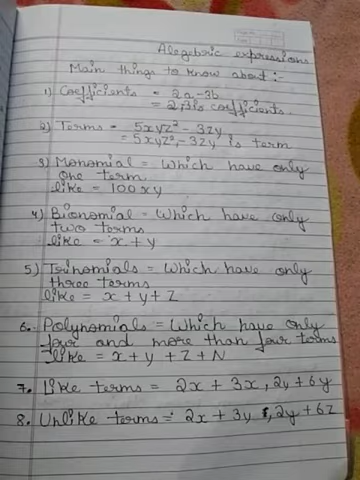 Alegebric expressions
Main things to know about :-
1) Coefficients = 2a - 3b
= 2,3 is coefficients.
2) Terms = 5xyz² - 3zy
= 5xyz², -3zy is term
3) Monomial = Which have only
one term
like = 100xy
4) Bionomial = Which have only
two terms
like = x + y
5) Trinomials = Which have only
three terms
like = x + y + z
6. Polynomials = Which have only
four and more than four terms
like = x + y + z + N
7. Like terms = 2x + 3x, 2y + 6y
8. Unlike terms = 2x + 3y, 2y + 6z